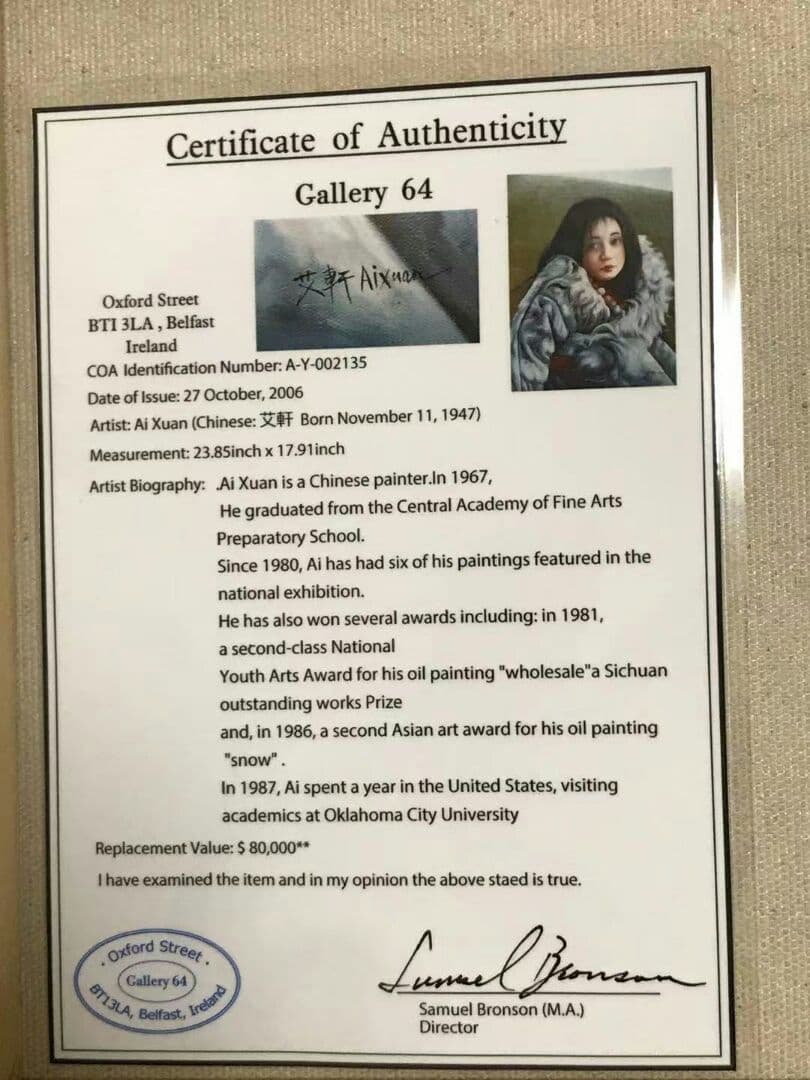 Certificate of Authenticity
Gallery 64
艾軒 Aixuan
Oxford Street
BT1 3LA , Belfast
Ireland
COA Identification Number: A-Y-002135
Date of Issue: 27 October, 2006
Artist: Ai Xuan (Chinese: 艾軒 Born November 11, 1947)
Measurement: 23.85inch x 17.91inch
Artist Biography: .Ai Xuan is a Chinese painter.In 1967,
He graduated from the Central Academy of Fine Arts
Preparatory School.
Since 1980, Ai has had six of his paintings featured in the
national exhibition.
He has also won several awards including: in 1981,
a second-class National
Youth Arts Award for his oil painting "wholesale"a Sichuan
outstanding works Prize
and, in 1986, a second Asian art award for his oil painting
"snow" .
In 1987, Ai spent a year in the United States, visiting
academics at Oklahoma City University
Replacement Value: $ 80,000**
I have examined the item and in my opinion the above staed is true.
Oxford Street
Gallery 64
BT13LA, Belfast, Ireland
Samuel Bronson
Samuel Bronson (M.A.)
Director